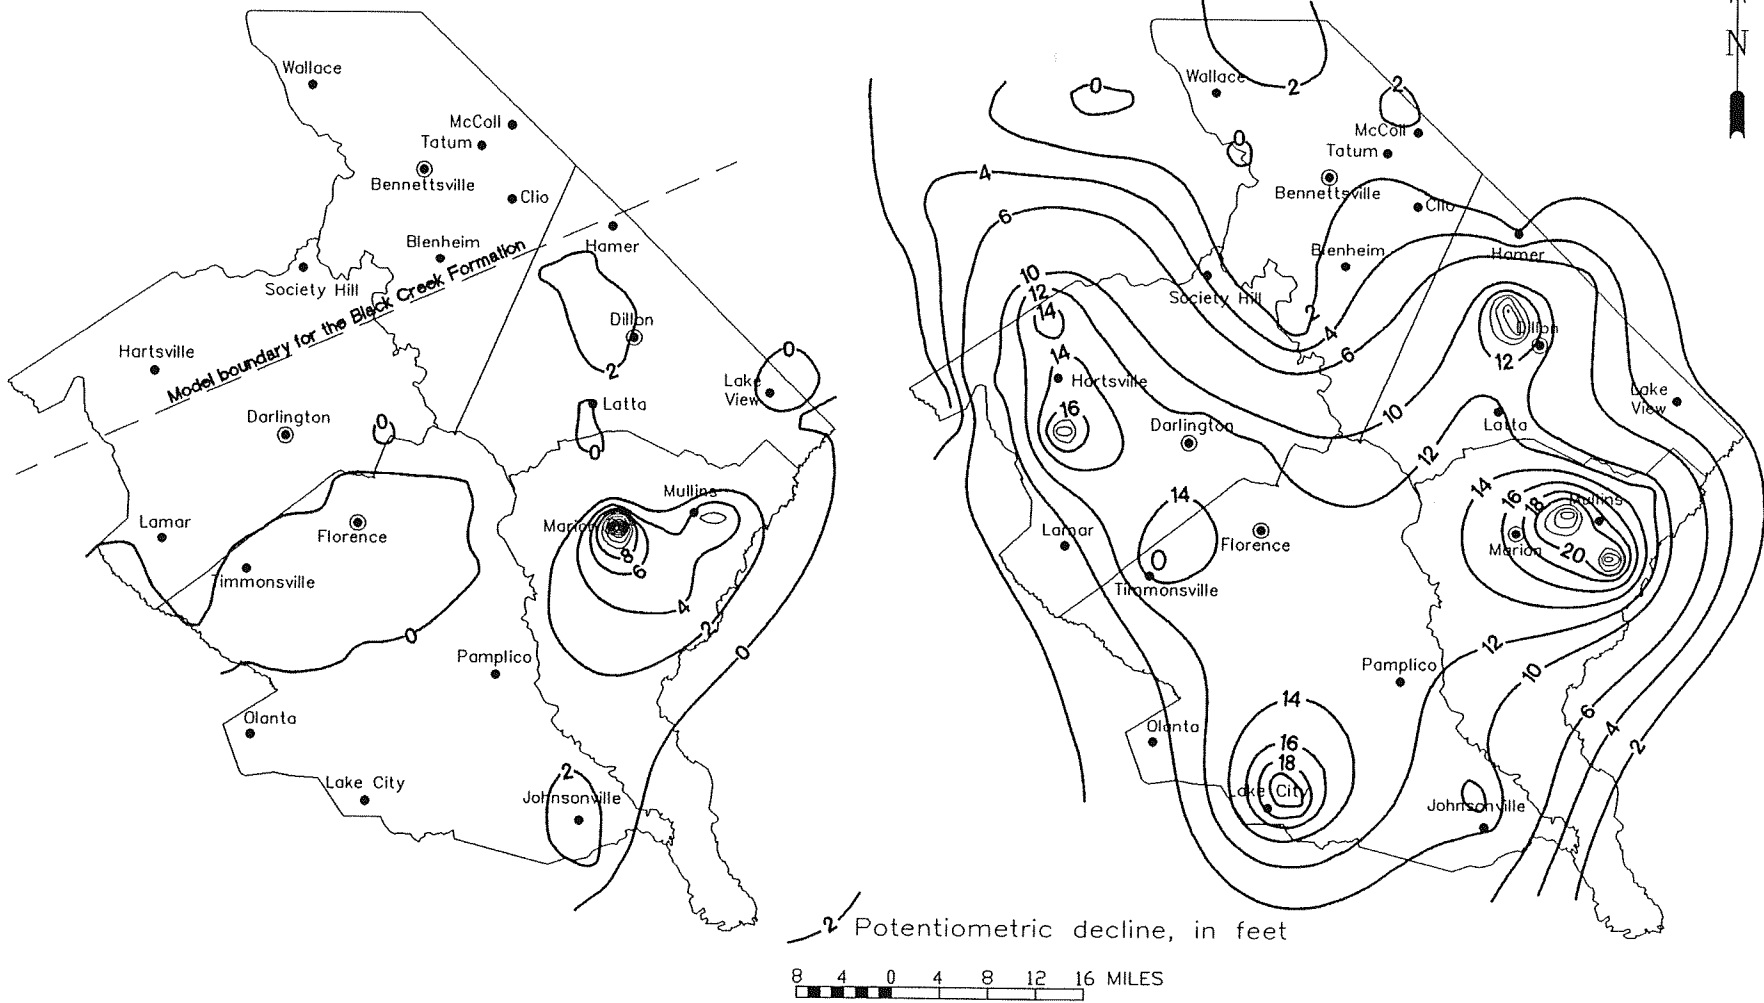 Wallace
McColl
Tatum
Bennettsville
Clio
Blenheim
Hamer
Society Hill
Model boundary for the Black Creek Formation
Hartsville
Dillon
2
0
Lake
View
Latta
Darlington
0
0
Mullins
Marion
Lamar
Florence
8
6
Timmonsville
4
2
0
0
Pamplico
Olanta
2
Lake City
Johnsonville
N
2
Wallace
0
2
McColl
0
Tatum
4
Bennettsville
Clio
6
Blenheim
Hamer
10
12
14
Society Hill
2
4
6
Dillon
12
14
Hartsville
16
10
Lake
View
Darlington
Latta
12
14
14
16
18
Mullins
Lamar
Florence
Marion
20
0
Timmonsville
12
Pamplico
10
14
6
4
2
Olanta
16
18
Lake City
Johnsonville
2 Potentiometric decline, in feet
8 4 0 4 8 12 16 MILES